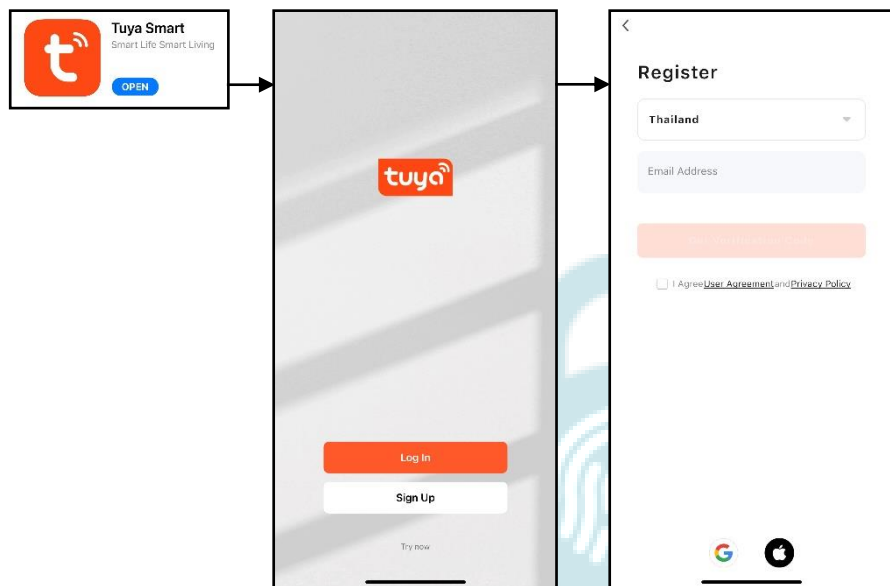 Tuya Smart
Smart Life Smart Living
OPEN
tuya
Log In
Sign Up
Try now
Register
Thailand
Email Address
I Agree User Agreement and Privacy Policy